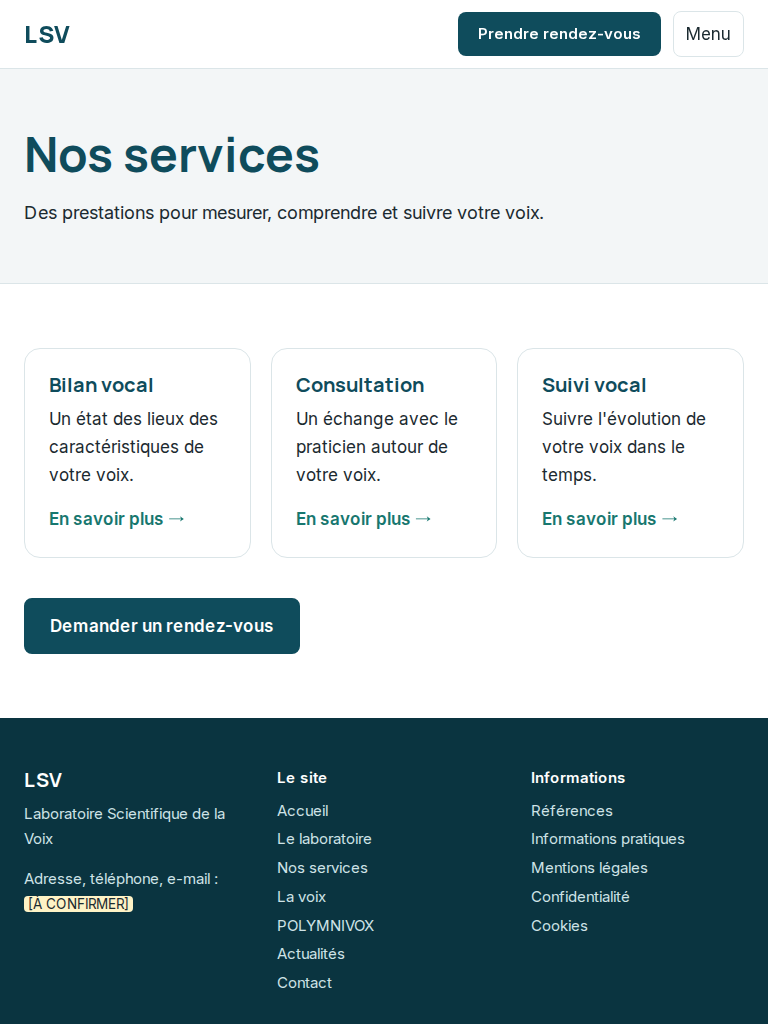 LSV
Prendre rendez-vous
Menu
Nos services
Des prestations pour mesurer, comprendre et suivre votre voix.
Bilan vocal
Un état des lieux des
caractéristiques de
votre voix.
En savoir plus →
Consultation
Un échange avec le
praticien autour de
votre voix.
En savoir plus →
Suivi vocal
Suivre l'évolution de
votre voix dans le
temps.
En savoir plus →
Demander un rendez-vous
LSV
Laboratoire Scientifique de la
Voix
Adresse, téléphone, e-mail :
[À CONFIRMER]
Le site
Accueil
Le laboratoire
Nos services
La voix
POLYMNIVOX
Actualités
Contact
Informations
Références
Informations pratiques
Mentions légales
Confidentialité
Cookies